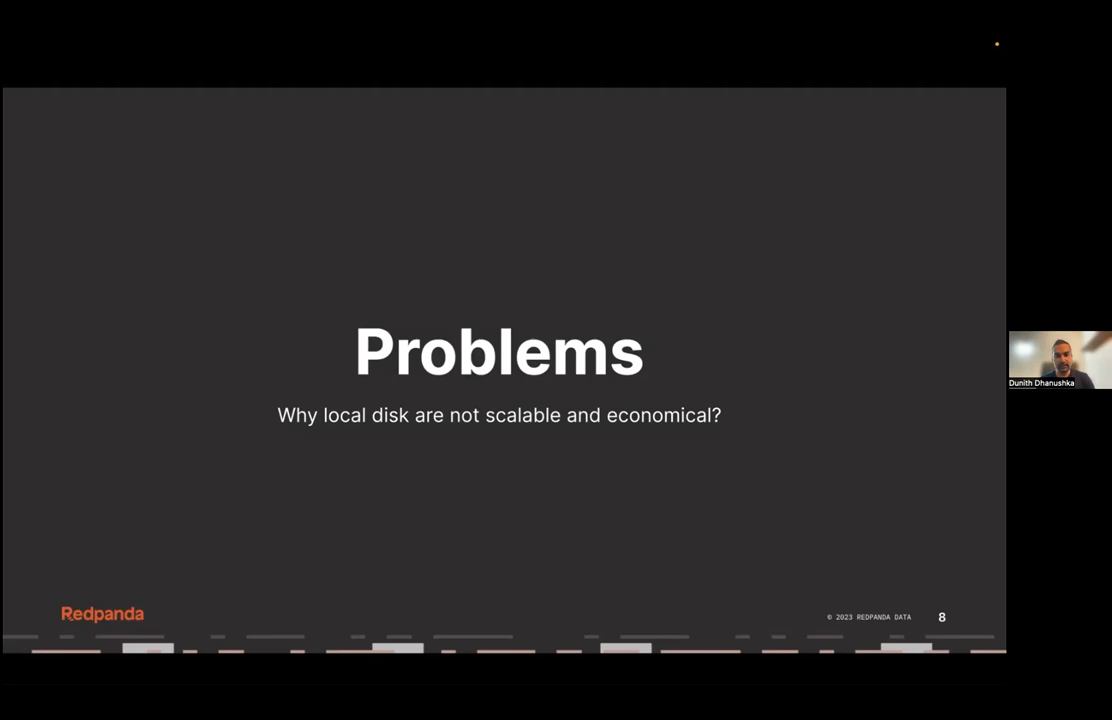 Problems
Why local disk are not scalable and economical?
Dunith Dhanushka
Redpanda
© 2023 REDPANDA DATA
8